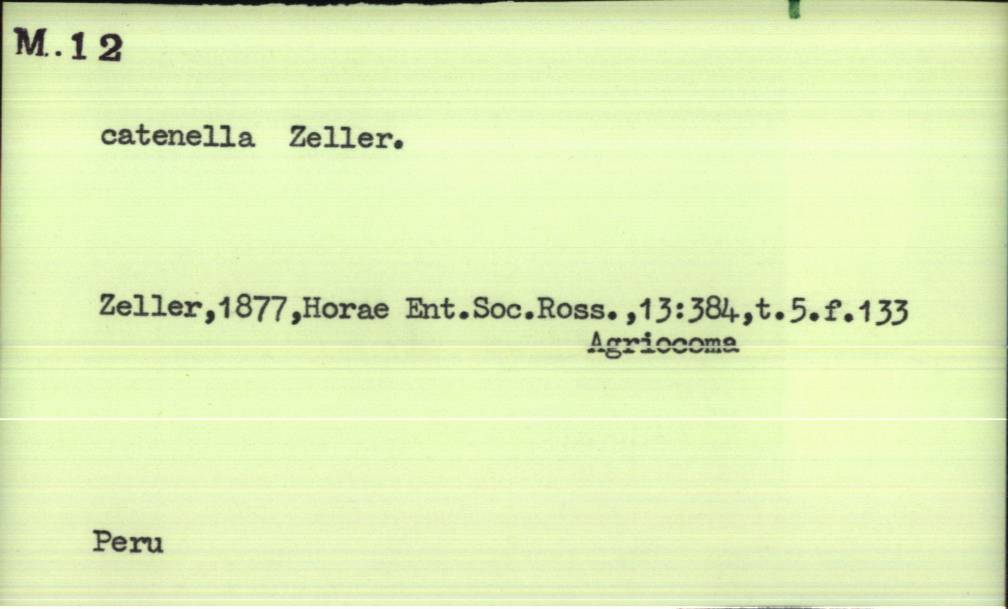 M.12
catenella Zeller.
Zeller,1877,Horae Ent.Soc.Ross.,13:384,t.5.f.133
Agriocoma
Peru